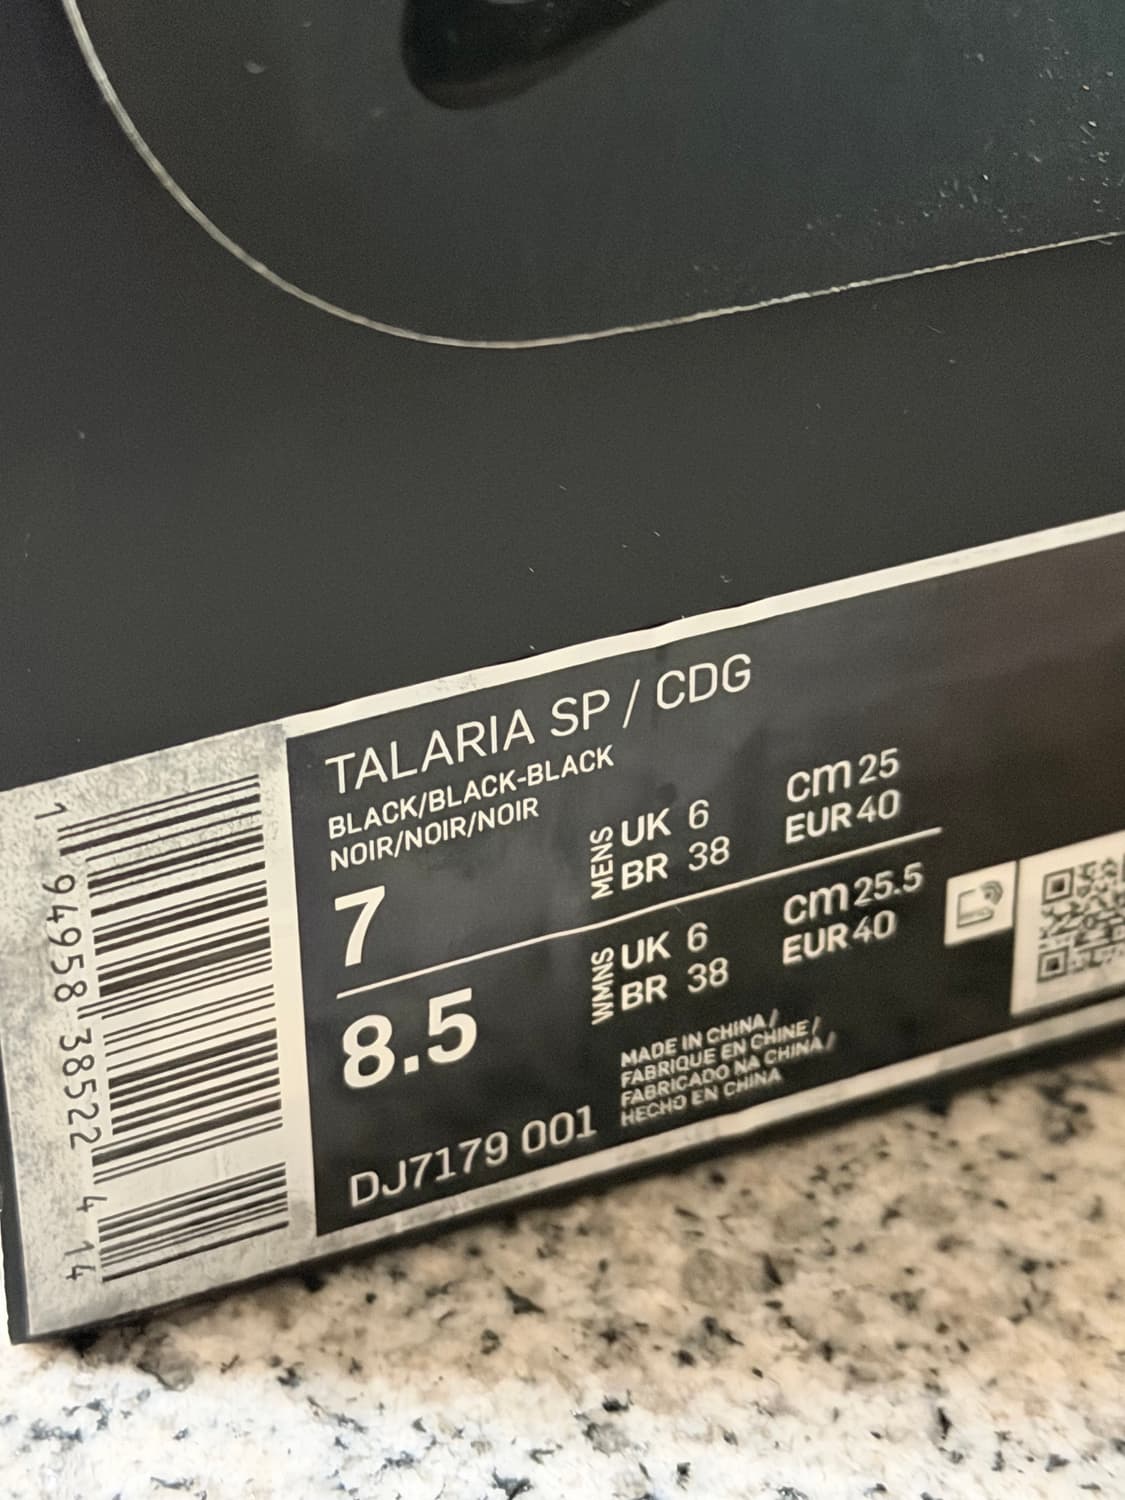 TALARIA SP / CDG
BLACK/BLACK-BLACK
NOIR/NOIR/NOIR
7
MENS
UK 6
BR 38
cm 25
EUR 40
8.5
WMNS
UK 6
BR 38
cm 25.5
EUR 40
MADE IN CHINA/
FABRIQUE EN CHINE/
FABRICADO NA CHINA/
HECHO EN CHINA
DJ7179 001
1 94958 38522 4 14